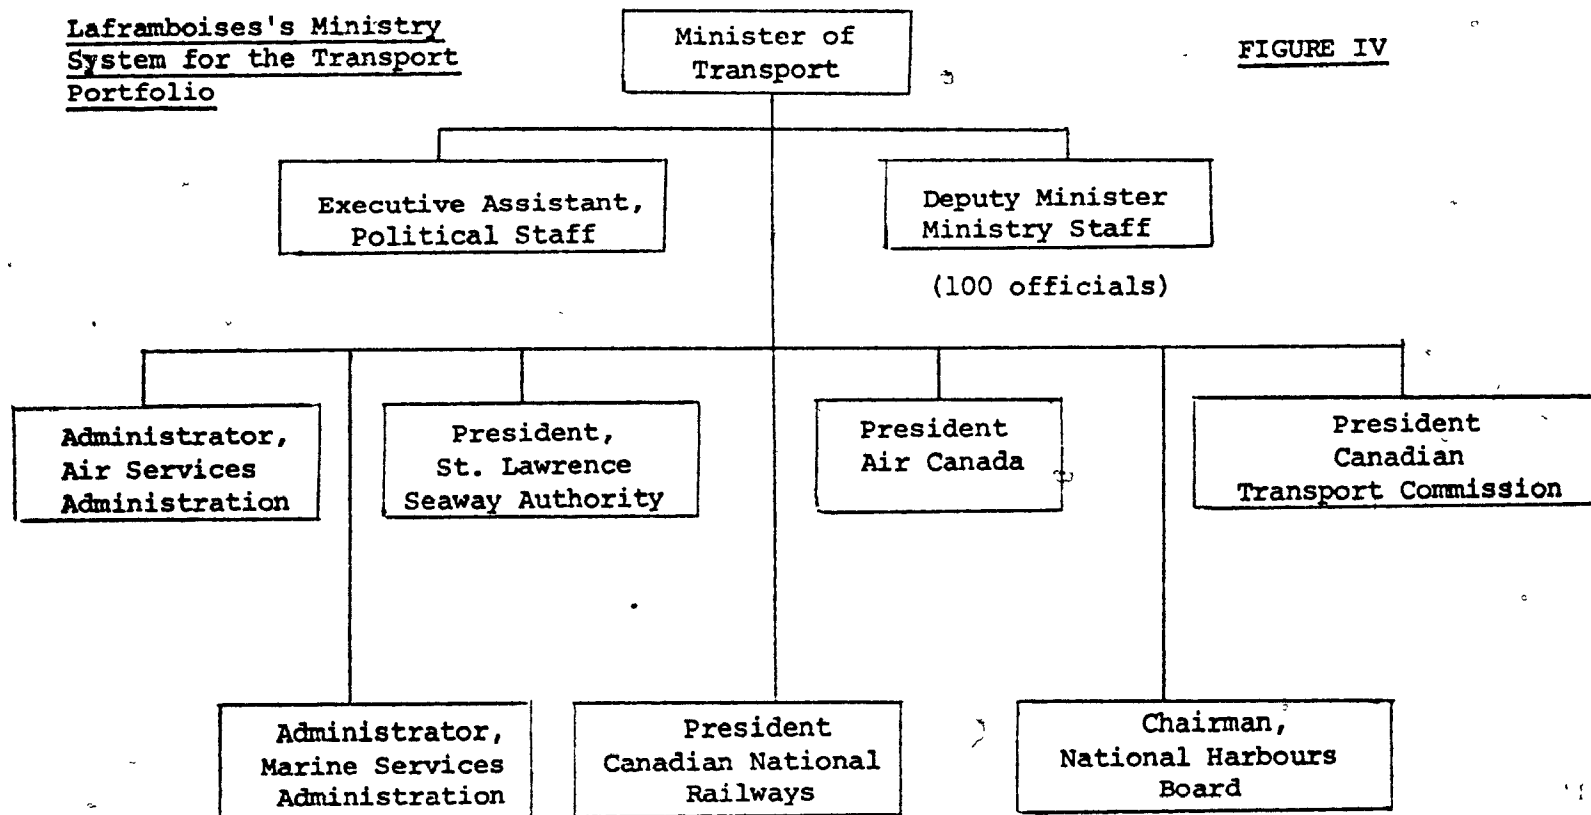 Laframboises's Ministry
System for the Transport
Portfolio
Minister of
Transport
FIGURE IV
Executive Assistant,
Political Staff
Deputy Minister
Ministry Staff
(100 officials)
Administrator,
Air Services
Administration
President,
St. Lawrence
Seaway Authority
President
Air Canada
President
Canadian
Transport Commission
Administrator,
Marine Services
Administration
President
Canadian National
Railways
Chairman,
National Harbours
Board